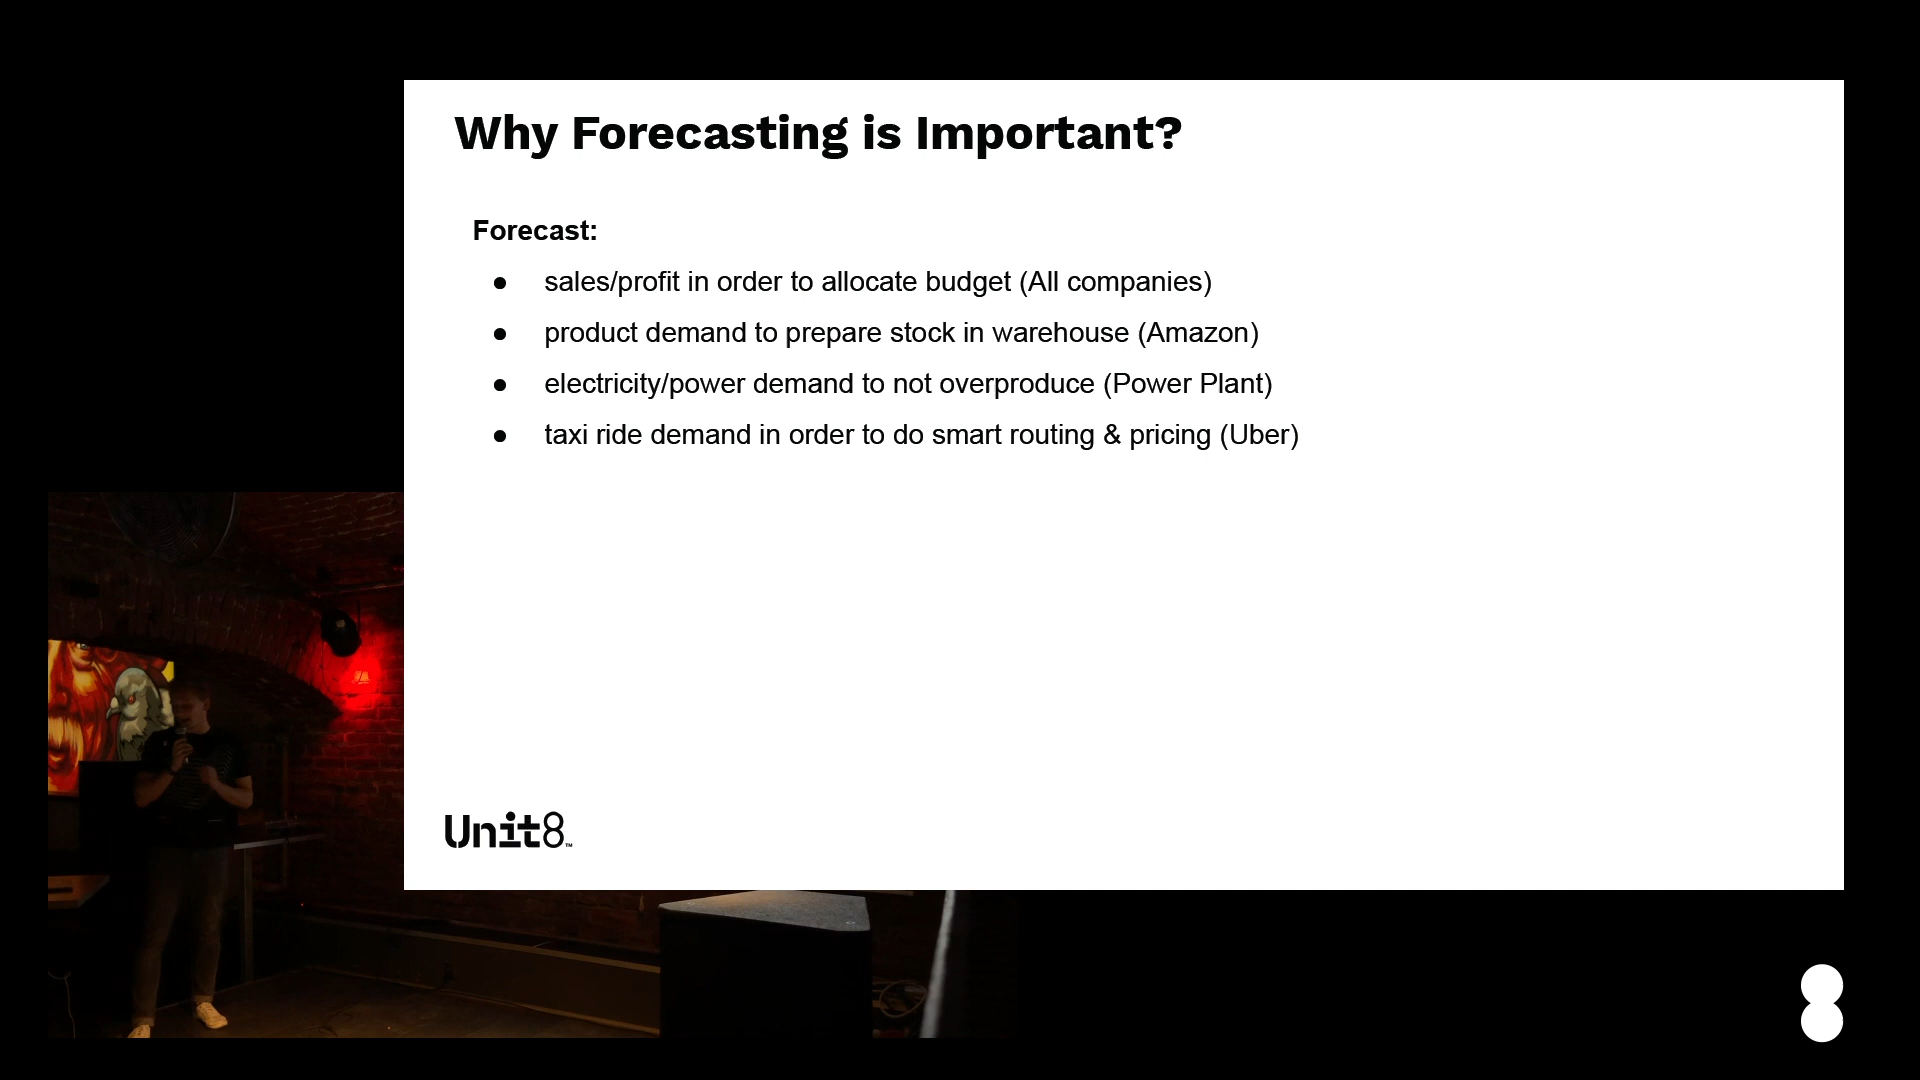 Why Forecasting is Important?
Forecast:
● sales/profit in order to allocate budget (All companies)
● product demand to prepare stock in warehouse (Amazon)
● electricity/power demand to not overproduce (Power Plant)
● taxi ride demand in order to do smart routing & pricing (Uber)
Unit8™